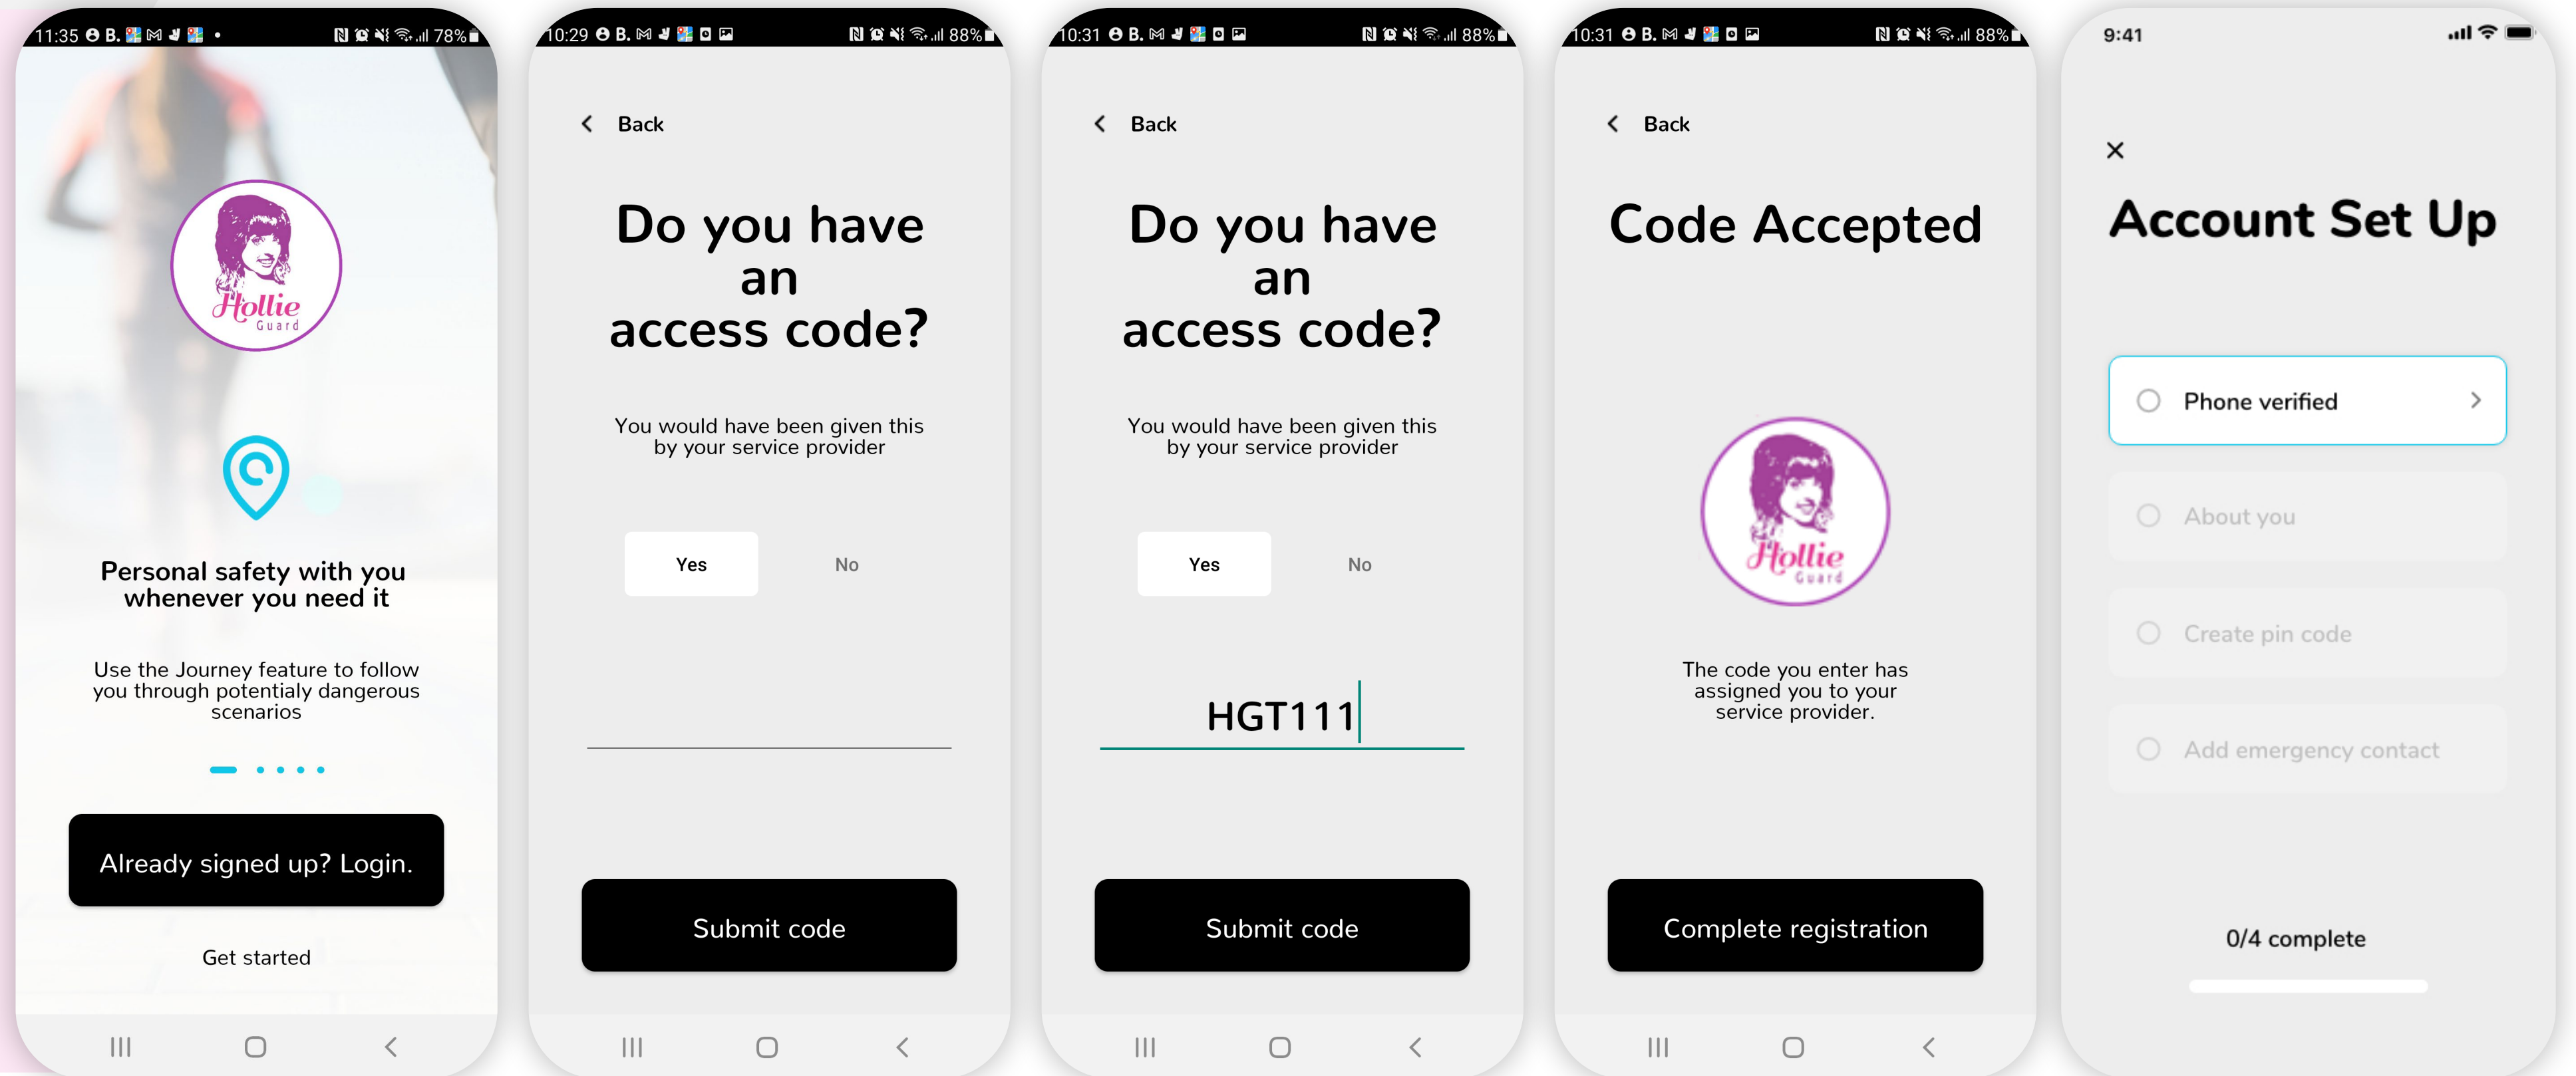 11:35
B.
78%
Hollie
Guard
Personal safety with you
whenever you need it
Use the Journey feature to follow
you through potentialy dangerous
scenarios
Already signed up? Login.
Get started
10:29
B.
88%
Back
Do you have
an
access code?
You would have been given this
by your service provider
Yes
No
Submit code
10:31
B.
88%
Back
Do you have
an
access code?
You would have been given this
by your service provider
Yes
No
HGT111
Submit code
10:31
B.
88%
Back
Code Accepted
Hollie
Guard
The code you enter has
assigned you to your
service provider.
Complete registration
9:41
Account Set Up
Phone verified
About you
Create pin code
Add emergency contact
0/4 complete